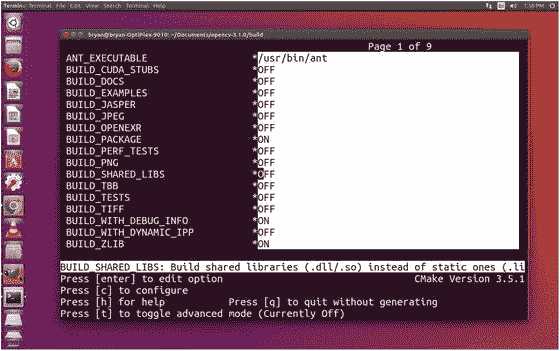 Terminal Terminal File Edit View Search Terminal Help En 1:50 PM
bryan@bryan-OptiPlex-9010: ~/Documents/opencv-3.1.0/build
Page 1 of 9
ANT_EXECUTABLE */usr/bin/ant
BUILD_CUDA_STUBS *OFF
BUILD_DOCS *OFF
BUILD_EXAMPLES *OFF
BUILD_JASPER *OFF
BUILD_JPEG *OFF
BUILD_OPENEXR *OFF
BUILD_PACKAGE *ON
BUILD_PERF_TESTS *OFF
BUILD_PNG *OFF
BUILD_SHARED_LIBS *OFF
BUILD_TBB *OFF
BUILD_TESTS *OFF
BUILD_TIFF *OFF
BUILD_WITH_DEBUG_INFO *ON
BUILD_WITH_DYNAMIC_IPP *OFF
BUILD_ZLIB *ON
BUILD_SHARED_LIBS: Build shared libraries (.dll/.so) instead of static ones (.li
Press [enter] to edit option CMake Version 3.5.1
Press [c] to configure
Press [h] for help Press [q] to quit without generating
Press [t] to toggle advanced mode (Currently Off)